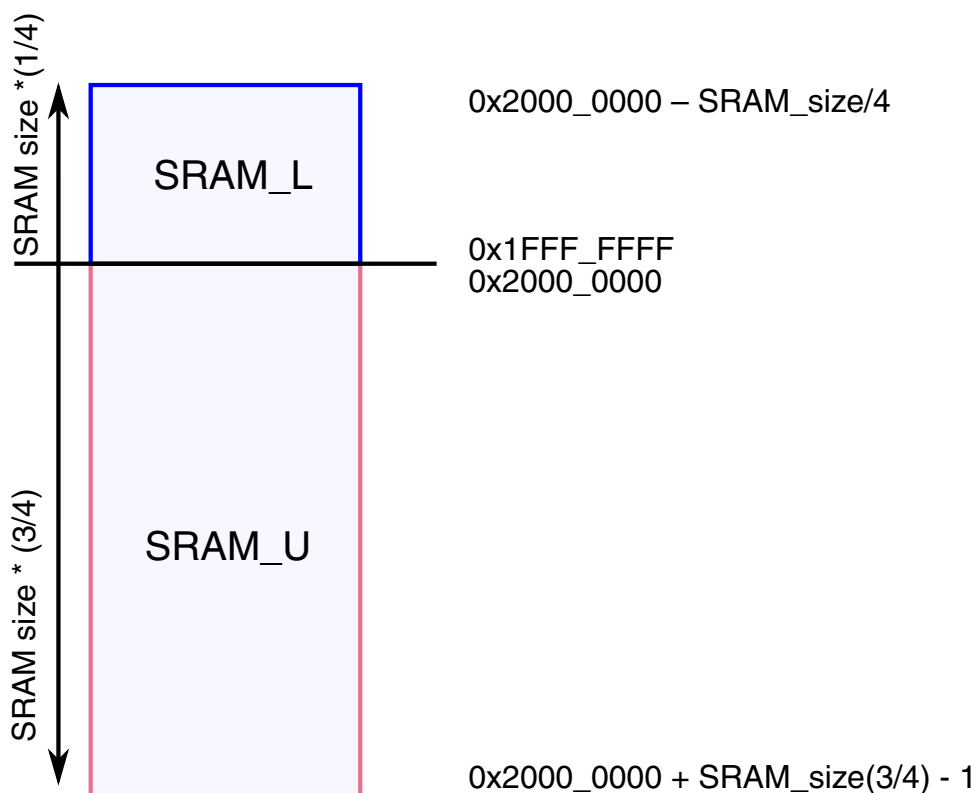 SRAM size *(1/4)
0x2000_0000 – SRAM_size/4
SRAM_L
0x1FFF_FFFF
0x2000_0000
SRAM size * (3/4)
SRAM_U
0x2000_0000 + SRAM_size(3/4) - 1